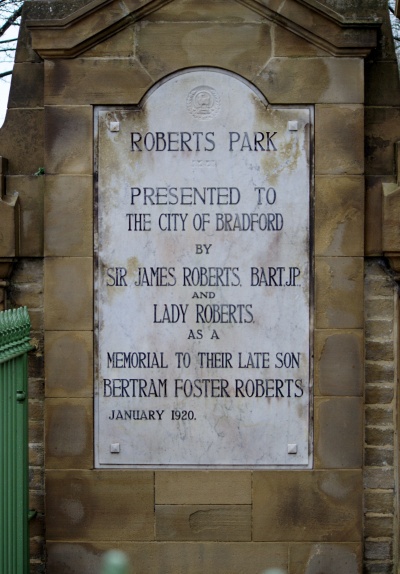 ROBERTS PARK
PRESENTED TO
THE CITY OF BRADFORD
BY
SIR JAMES ROBERTS, BART, J.P.
AND
LADY ROBERTS,
AS A
MEMORIAL TO THEIR LATE SON
BERTRAM FOSTER ROBERTS
JANUARY 1920.